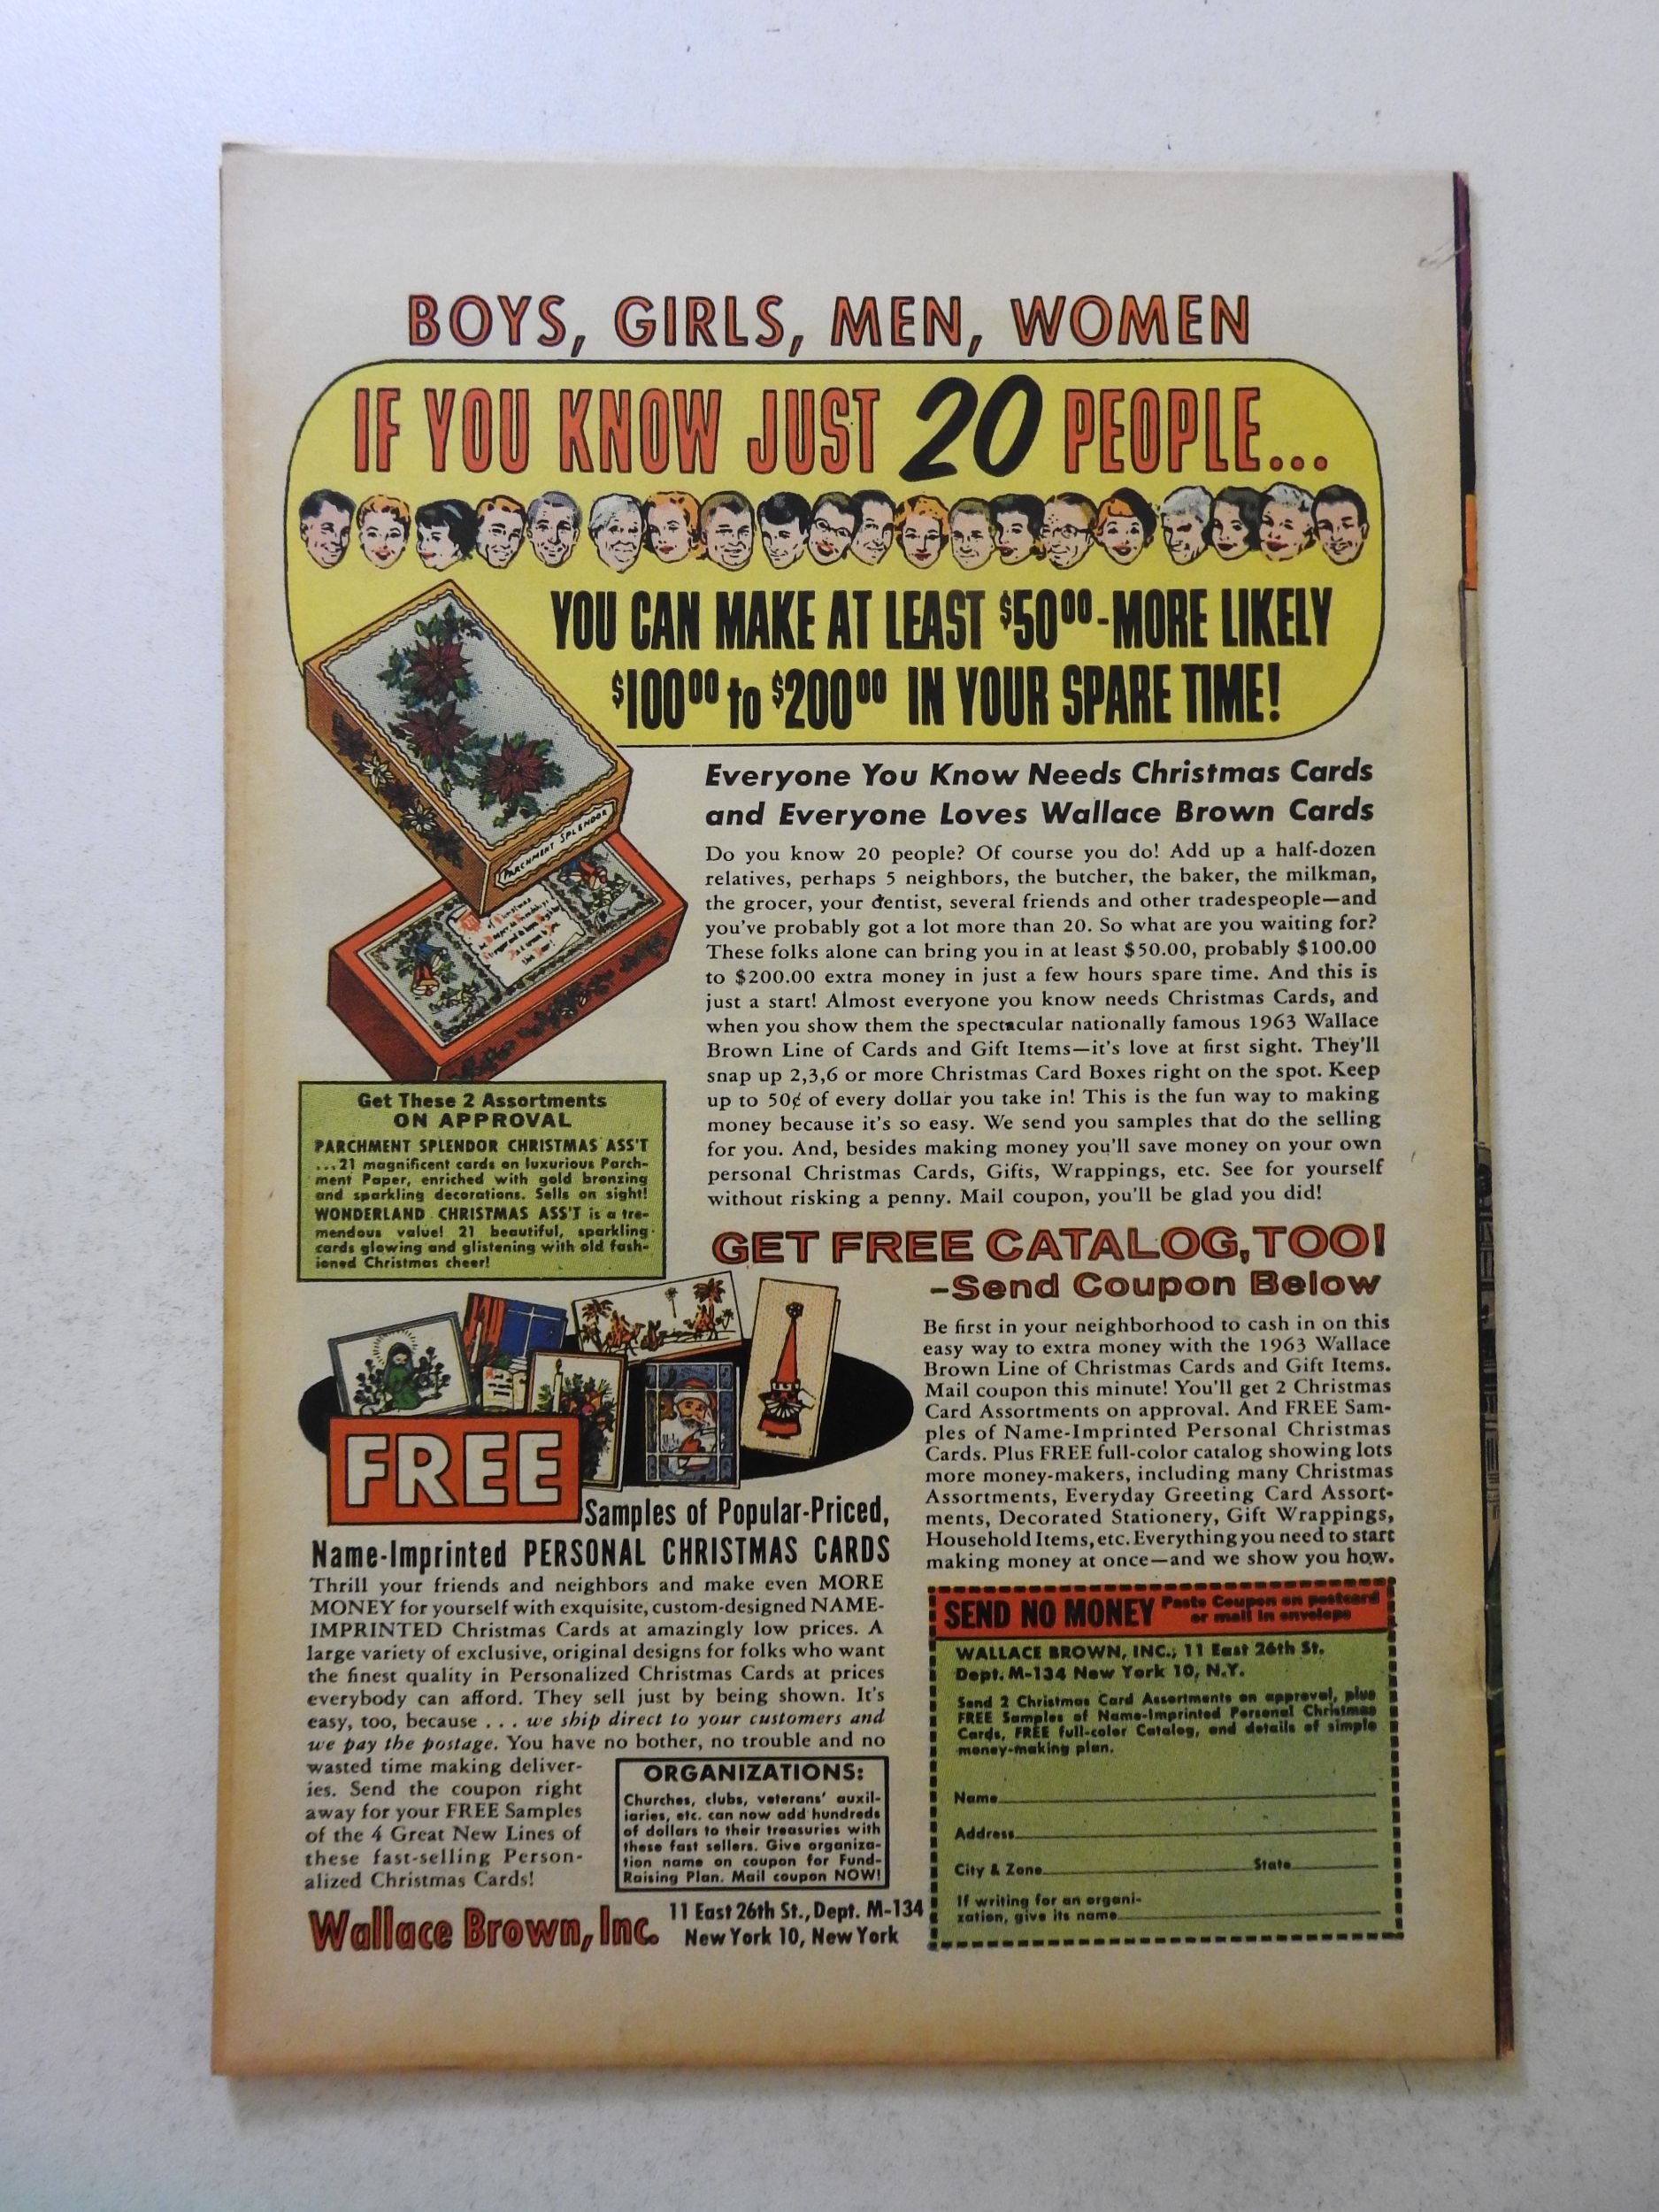 BOYS, GIRLS, MEN, WOMEN
IF YOU KNOW JUST 20 PEOPLE...
YOU CAN MAKE AT LEAST $50⁰⁰-MORE LIKELY
$100⁰⁰ to $200⁰⁰ IN YOUR SPARE TIME!
PARCHMENT SPLENDOR
Everyone You Know Needs Christmas Cards
and Everyone Loves Wallace Brown Cards
Do you know 20 people? Of course you do! Add up a half-dozen
relatives, perhaps 5 neighbors, the butcher, the baker, the milkman,
the grocer, your dentist, several friends and other tradespeople—and
you've probably got a lot more than 20. So what are you waiting for?
These folks alone can bring you in at least $50.00, probably $100.00
to $200.00 extra money in just a few hours spare time. And this is
just a start! Almost everyone you know needs Christmas Cards, and
when you show them the spectacular nationally famous 1963 Wallace
Brown Line of Cards and Gift Items—it's love at first sight. They'll
snap up 2,3,6 or more Christmas Card Boxes right on the spot. Keep
up to 50¢ of every dollar you take in! This is the fun way to making
money because it's so easy. We send you samples that do the selling
for you. And, besides making money you'll save money on your own
personal Christmas Cards, Gifts, Wrappings, etc. See for yourself
without risking a penny. Mail coupon, you'll be glad you did!
Get These 2 Assortments
ON APPROVAL
PARCHMENT SPLENDOR CHRISTMAS ASS'T
...21 magnificent cards on luxurious Parch-
ment Paper, enriched with gold bronzing
and sparkling decorations. Sells on sight!
WONDERLAND CHRISTMAS ASS'T is a tre-
mendous value! 21 beautiful, sparkling
cards glowing and glistening with old fash-
ioned Christmas cheer!
GET FREE CATALOG, TOO!
-Send Coupon Below
Be first in your neighborhood to cash in on this
easy way to extra money with the 1963 Wallace
Brown Line of Christmas Cards and Gift Items.
Mail coupon this minute! You'll get 2 Christmas
Card Assortments on approval. And FREE Sam-
ples of Name-Imprinted Personal Christmas
Cards. Plus FREE full-color catalog showing lots
more money-makers, including many Christmas
Assortments, Everyday Greeting Card Assort-
ments, Decorated Stationery, Gift Wrappings,
Household Items, etc. Everything you need to start
making money at once—and we show you how.
FREE
Samples of Popular-Priced,
Name-Imprinted PERSONAL CHRISTMAS CARDS
Thrill your friends and neighbors and make even MORE
MONEY for yourself with exquisite, custom-designed NAME-
IMPRINTED Christmas Cards at amazingly low prices. A
large variety of exclusive, original designs for folks who want
the finest quality in Personalized Christmas Cards at prices
everybody can afford. They sell just by being shown. It's
easy, too, because . . . we ship direct to your customers and
we pay the postage. You have no bother, no trouble and no
wasted time making deliver-
ies. Send the coupon right
away for your FREE Samples
of the 4 Great New Lines of
these fast-selling Person-
alized Christmas Cards!
ORGANIZATIONS:
Churches, clubs, veterans' auxil-
iaries, etc. can now add hundreds
of dollars to their treasuries with
these fast sellers. Give organiza-
tion name on coupon for Fund-
Raising Plan. Mail coupon NOW!
Wallace Brown, Inc.
11 East 26th St., Dept. M-134
New York 10, New York
SEND NO MONEY Paste Coupon on postcard
or mail in envelope
WALLACE BROWN, INC.; 11 East 26th St.
Dept. M-134 New York 10, N.Y.
Send 2 Christmas Card Assortments on approval, plus
FREE Samples of Name-Imprinted Personal Christmas
Cards, FREE full-color Catalog, and details of simple
money-making plan.
Name
Address
City & Zone State
If writing for an organi-
zation, give its name